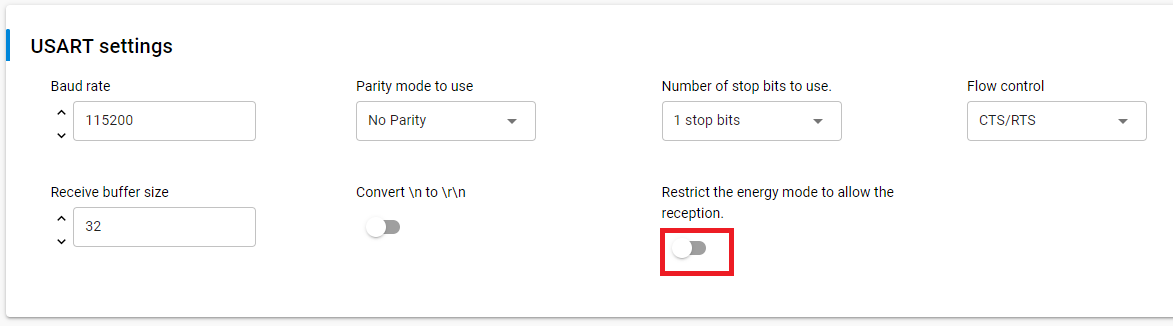 USART settings
Baud rate
Parity mode to use
Number of stop bits to use.
Flow control
115200
No Parity
1 stop bits
CTS/RTS
Receive buffer size
Convert \n to \r\n
Restrict the energy mode to allow the
reception.
32